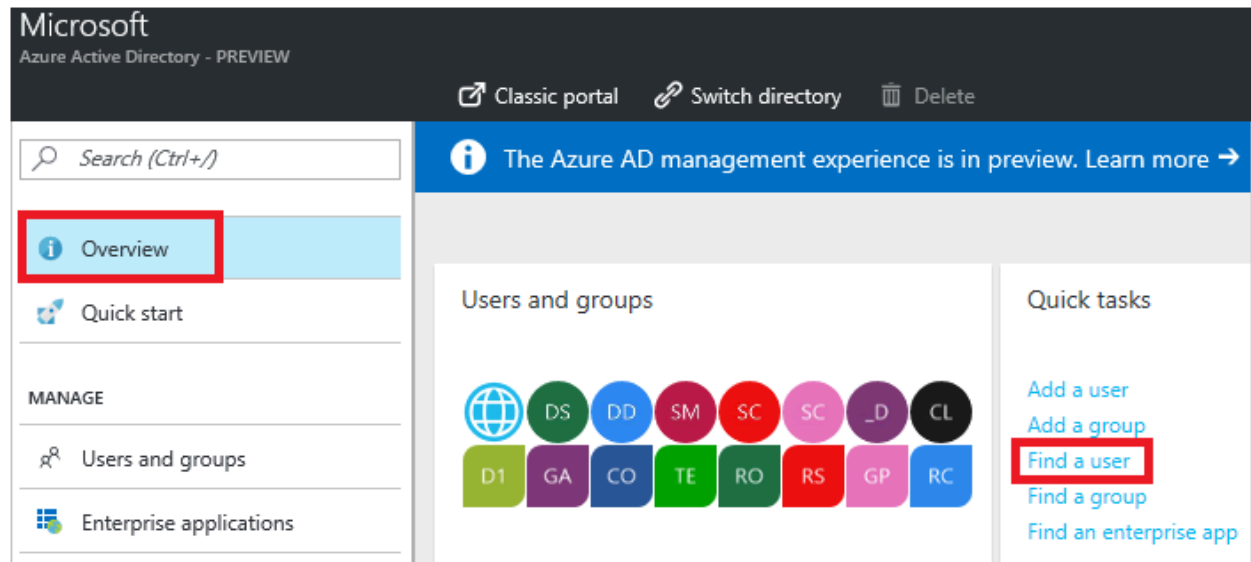 Microsoft
Azure Active Directory - PREVIEW
Classic portal Switch directory Delete
Search (Ctrl+/)
The Azure AD management experience is in preview. Learn more →
Overview
Quick start
MANAGE
Users and groups
Enterprise applications
Users and groups
DS DD SM SC SC _D CL
D1 GA CO TE RO RS GP RC
Quick tasks
Add a user
Add a group
Find a user
Find a group
Find an enterprise app